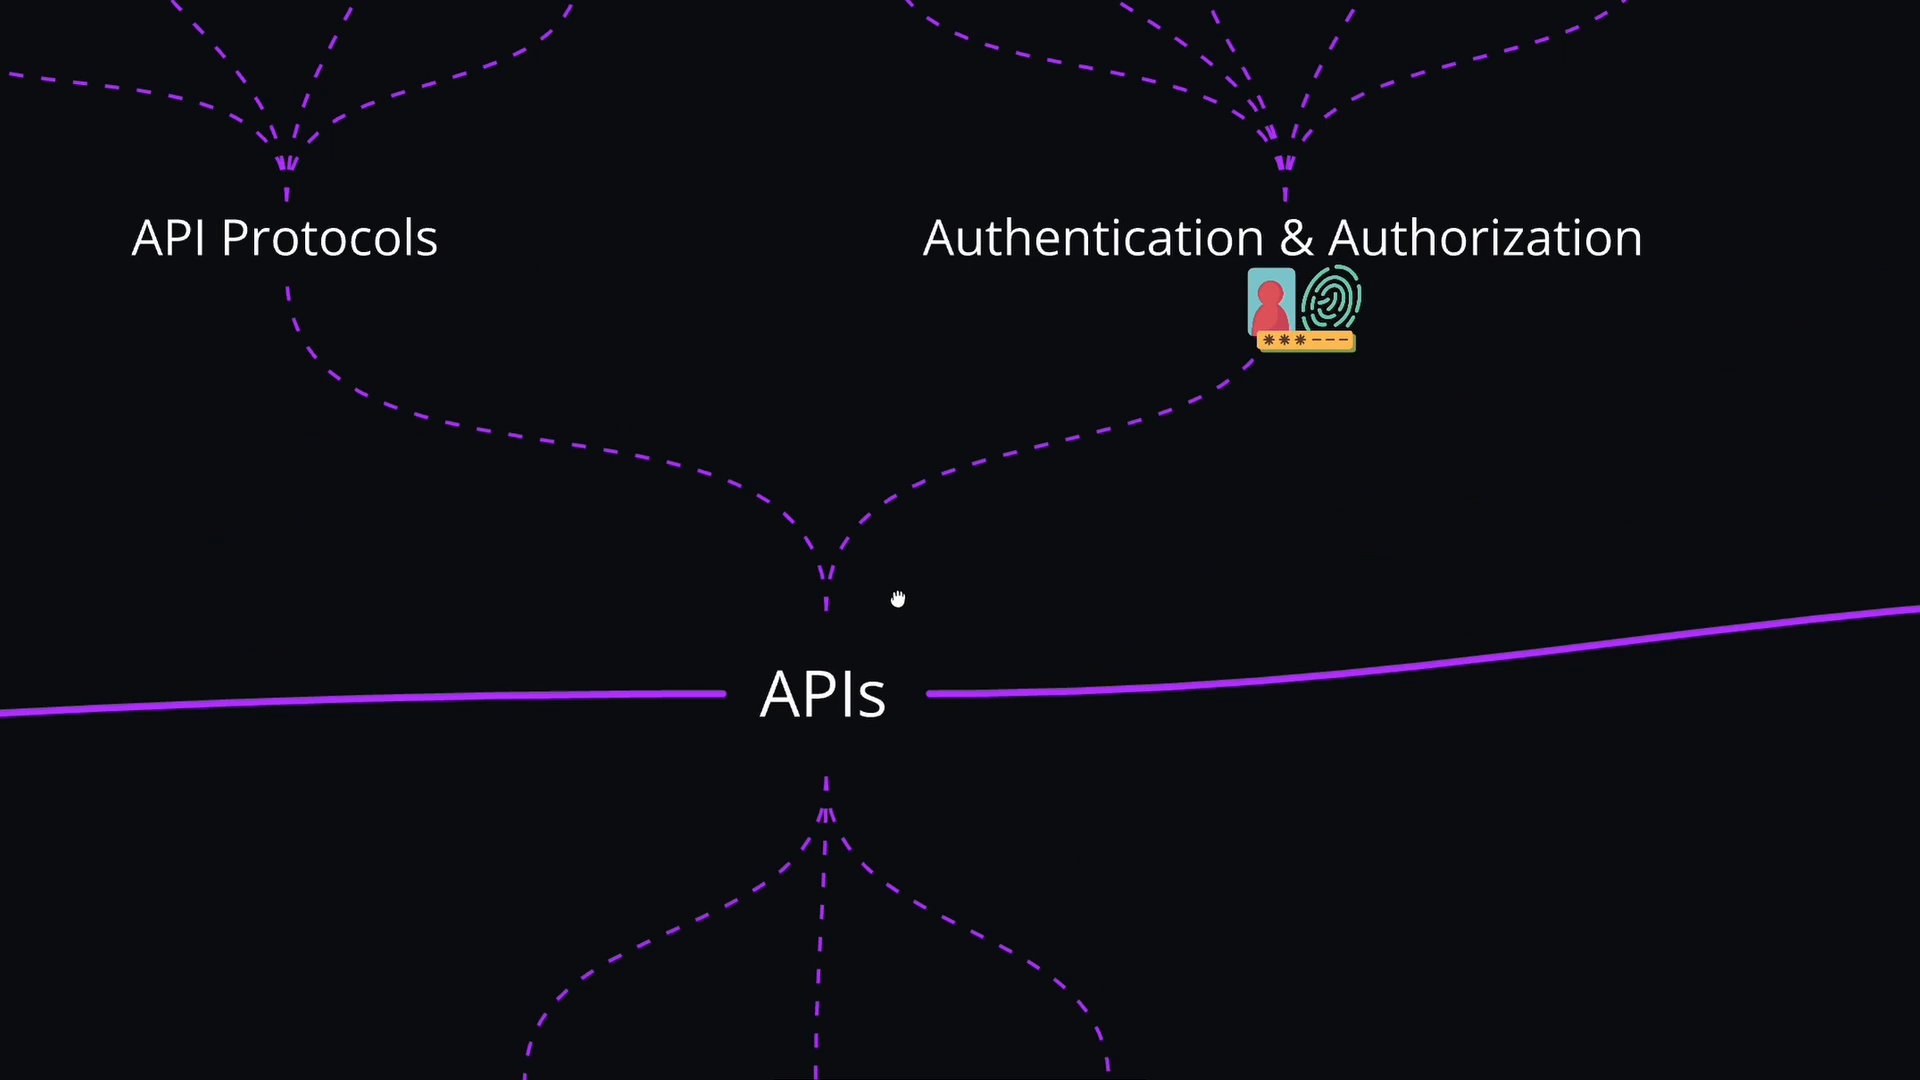 API Protocols
Authentication & Authorization
***---
APIs